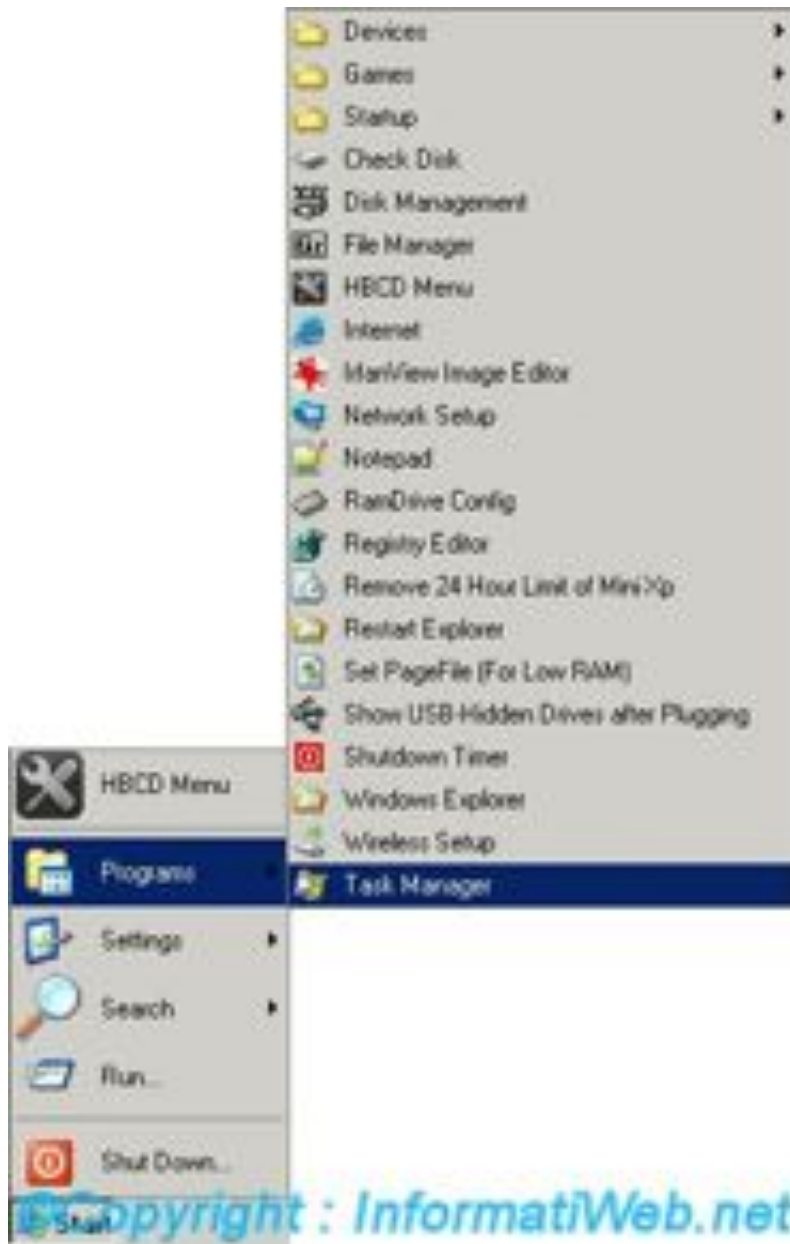 Devices
Games
Startup
Check Disk
Disk Management
File Manager
HBCD Menu
Internet
IrfanView Image Editor
Network Setup
Notepad
RamDrive Config
Registry Editor
Remove 24 Hour Limit of Mini Xp
Restart Explorer
Set PageFile (For Low RAM)
Show USB-Hidden Drives after Plugging
Shutdown Timer
Windows Explorer
Wireless Setup
Task Manager
HBCD Menu
Programs
Settings
Search
Run...
Shut Down...
Start
©Copyright : InformatiWeb.net